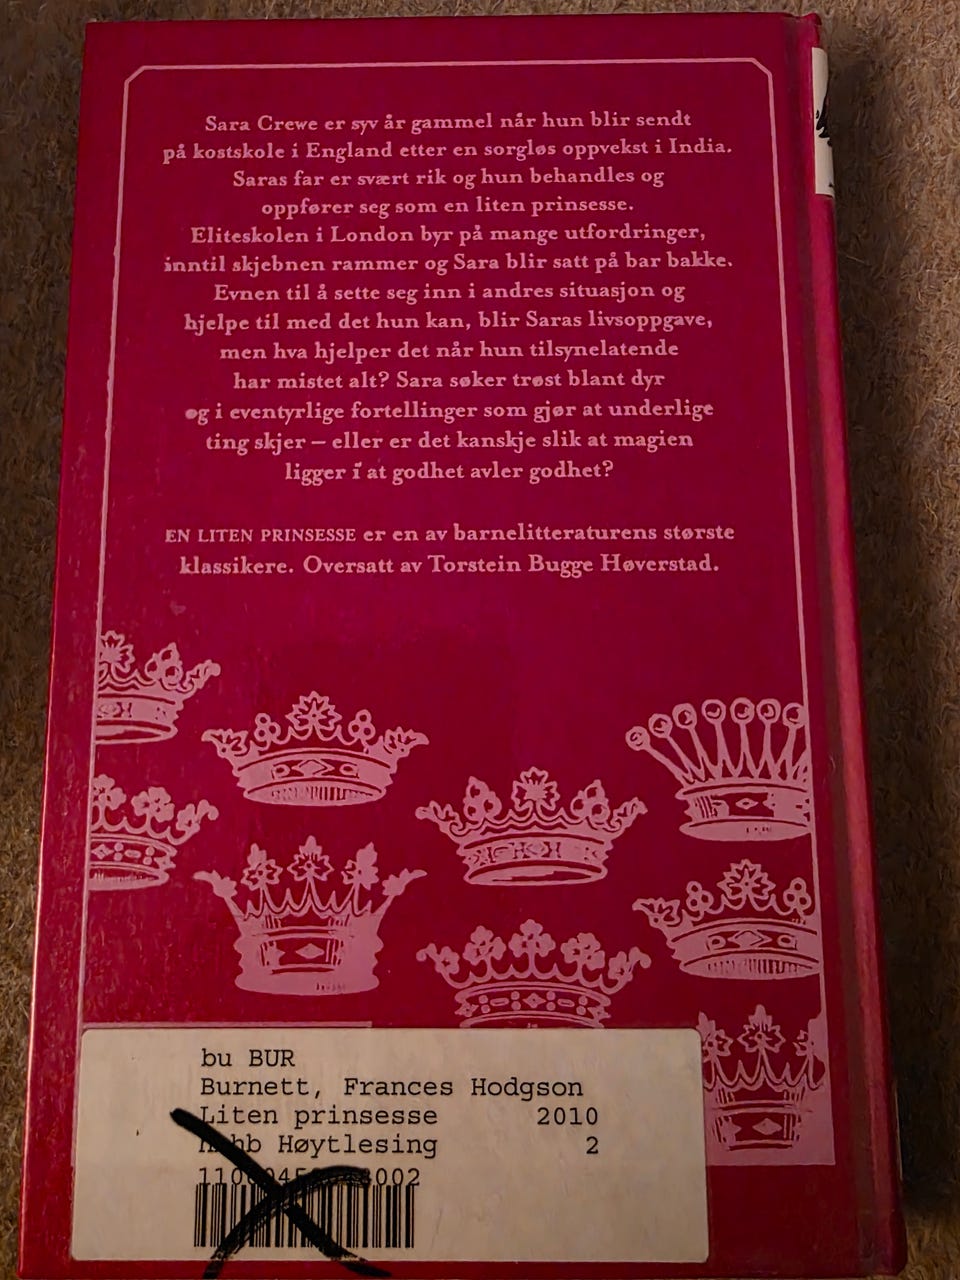 Sara Crewe er syv år gammel når hun blir sendt
på kostskole i England etter en sorgløs oppvekst i India.
Saras far er svært rik og hun behandles og
oppfører seg som en liten prinsesse.
Eliteskolen i London byr på mange utfordringer,
inntil skjebnen rammer og Sara blir satt på bar bakke.
Evnen til å sette seg inn i andres situasjon og
hjelpe til med det hun kan, blir Saras livsoppgave,
men hva hjelper det når hun tilsynelatende
har mistet alt? Sara søker trøst blant dyr
og i eventyrlige fortellinger som gjør at underlige
ting skjer – eller er det kanskje slik at magien
ligger i at godhet avler godhet?
EN LITEN PRINSESSE er en av barnelitteraturens største
klassikere. Oversatt av Torstein Bugge Høverstad.
bu BUR
Burnett, Frances Hodgson
Liten prinsesse 2010
Høytlesing 2